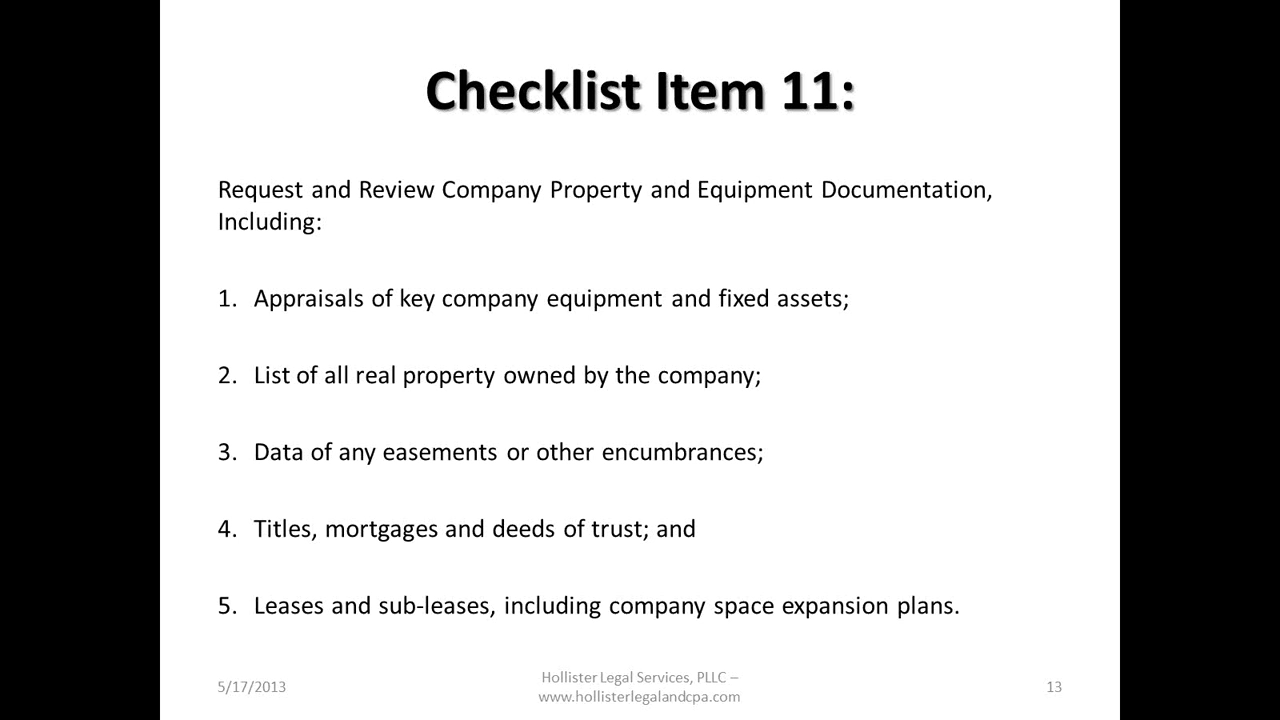 Checklist Item 11:
Request and Review Company Property and Equipment Documentation,
Including:
1. Appraisals of key company equipment and fixed assets;
2. List of all real property owned by the company;
3. Data of any easements or other encumbrances;
4. Titles, mortgages and deeds of trust; and
5. Leases and sub-leases, including company space expansion plans.
5/17/2013
Hollister Legal Services, PLLC –
www.hollisterlegalandcpa.com
13